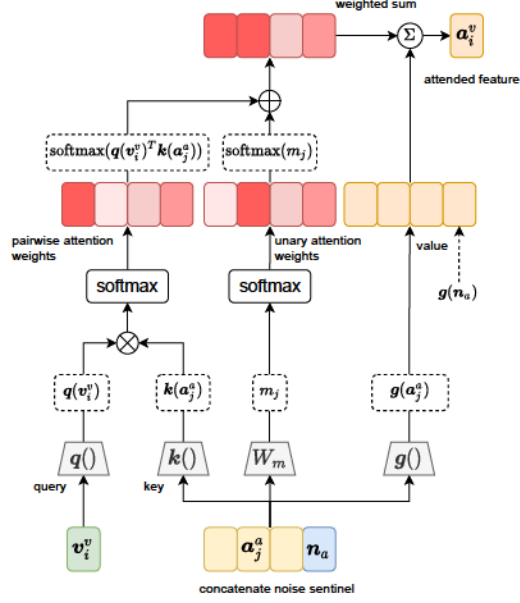 weighted sum
Σ
a_i^v
attended feature
softmax(q(v_i^v)^T k(a_j^a))
softmax(m_j)
pairwise attention
weights
unary attention
weights
value
g(n_a)
softmax
softmax
q(v_i^v)
k(a_j^a)
m_j
g(a_j^a)
q()
k()
W_m
g()
query
key
v_i^v
a_j^a
n_a
concatenate noise sentinel